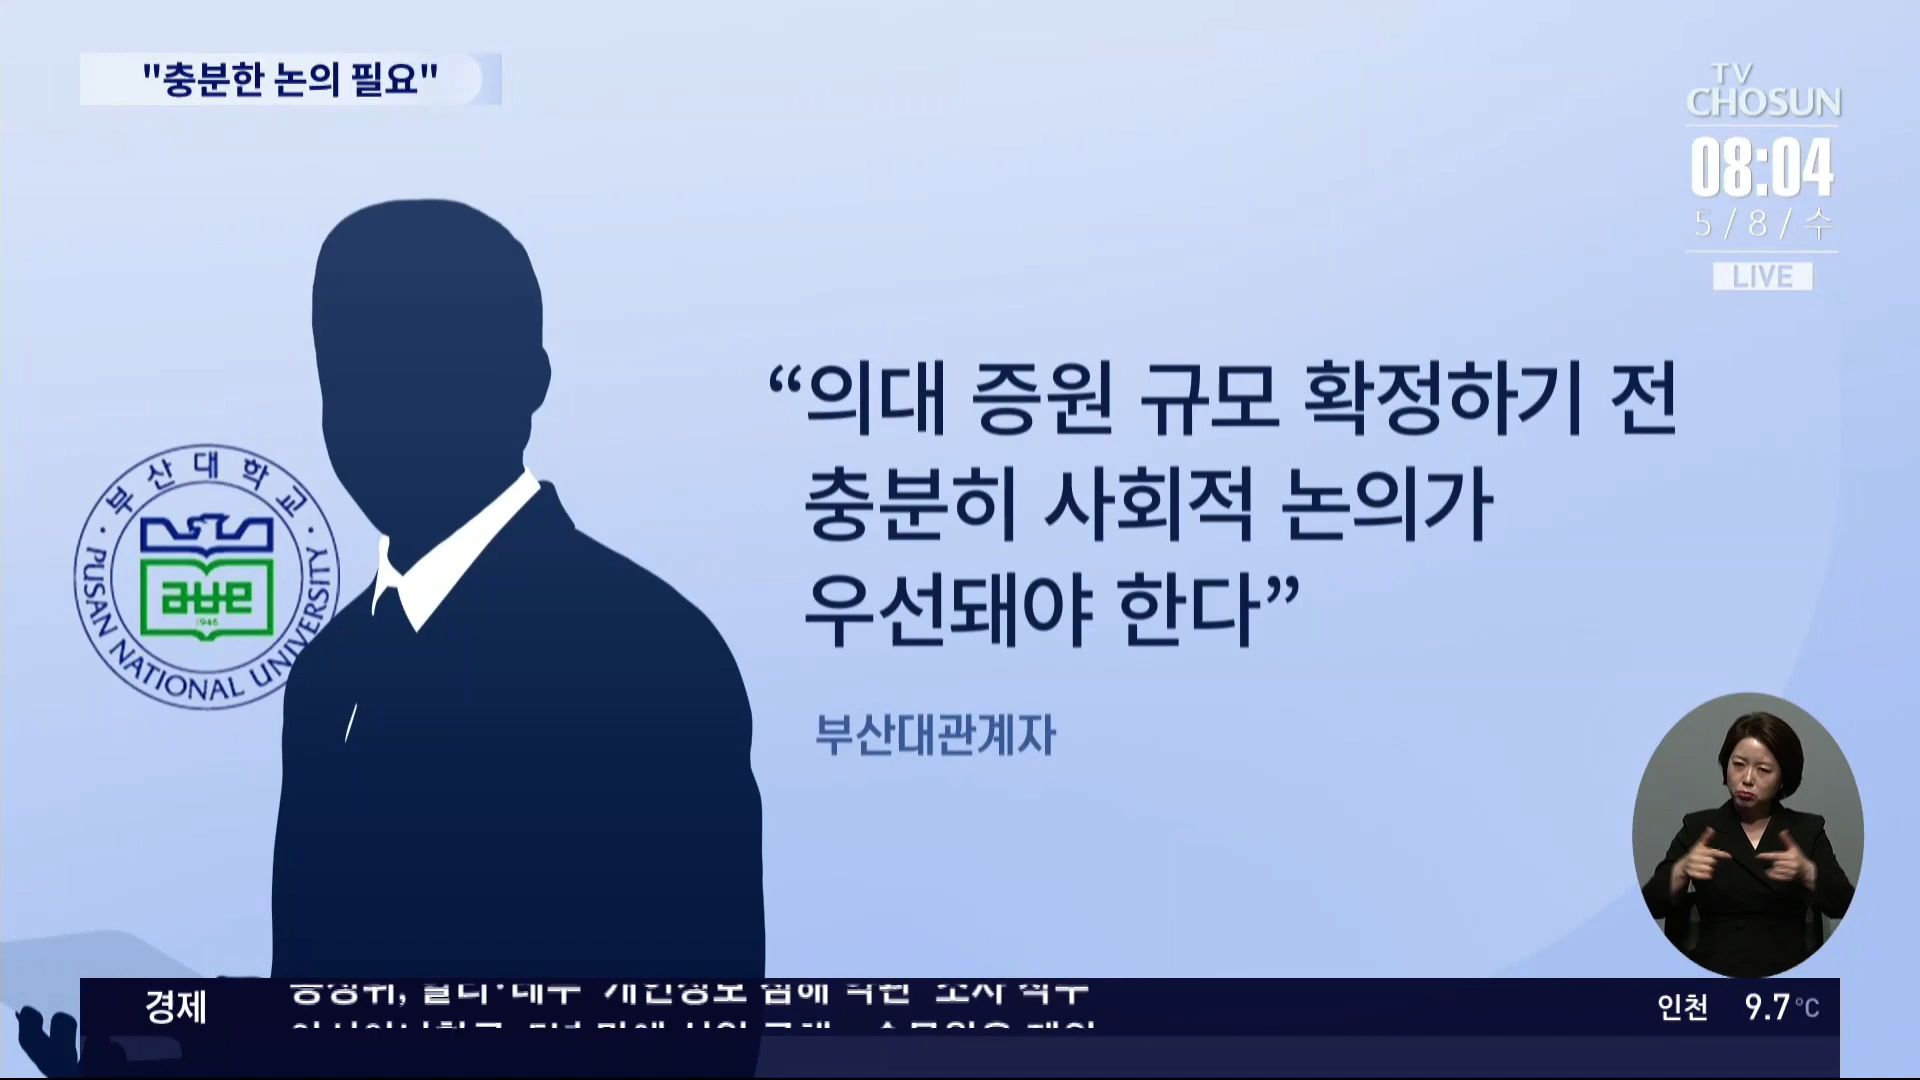 "충분한 논의 필요"
TV
CHOSUN
08:04
5/8/수
LIVE
“의대 증원 규모 확정하기 전
충분히 사회적 논의가
우선돼야 한다”
부산대관계자
부산대학교
PUSAN NATIONAL UNIVERSITY
1946
경제
인천 9.7℃